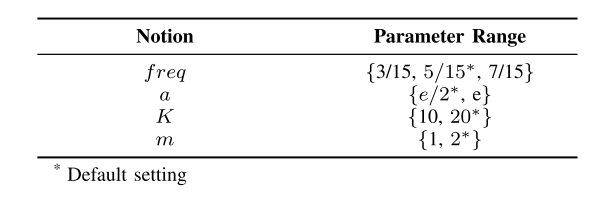 Notion Parameter Range
freq {3/15, 5/15*, 7/15}
a {e/2*, e}
K {10, 20*}
m {1, 2*}
* Default setting